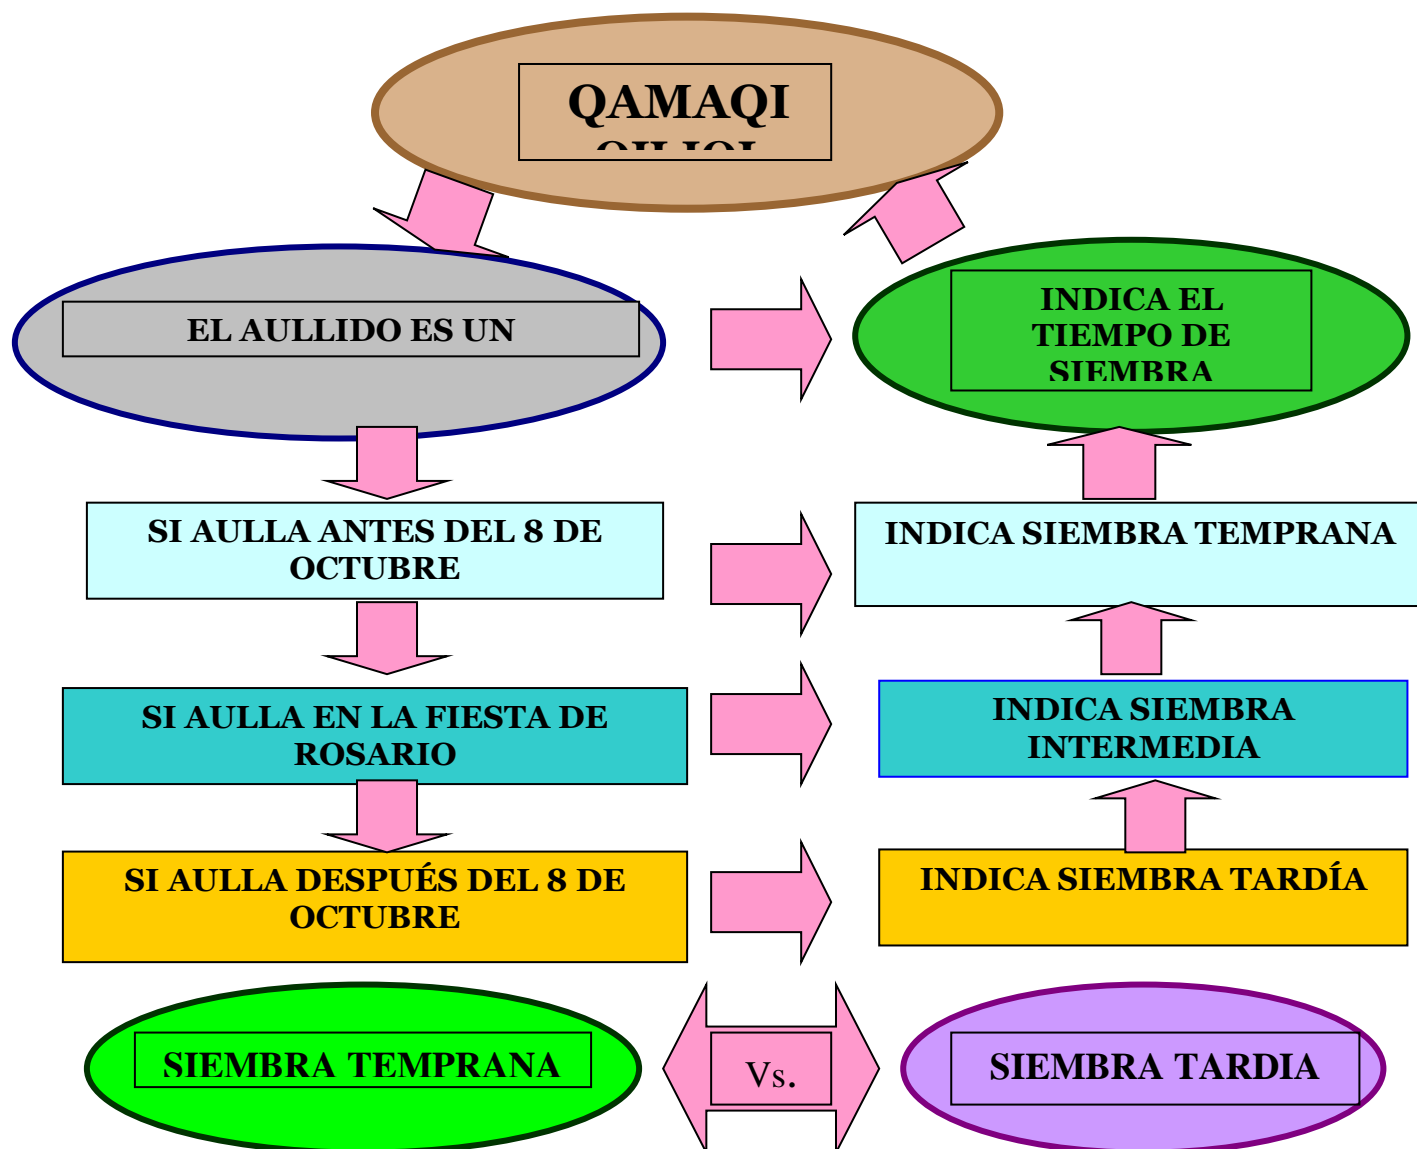 QAMAQI
EL AULLIDO ES UN
INDICA EL
TIEMPO DE
SIEMBRA
SI AULLA ANTES DEL 8 DE
OCTUBRE
INDICA SIEMBRA TEMPRANA
SI AULLA EN LA FIESTA DE
ROSARIO
INDICA SIEMBRA
INTERMEDIA
SI AULLA DESPUÉS DEL 8 DE
OCTUBRE
INDICA SIEMBRA TARDÍA
SIEMBRA TEMPRANA
Vs.
SIEMBRA TARDIA